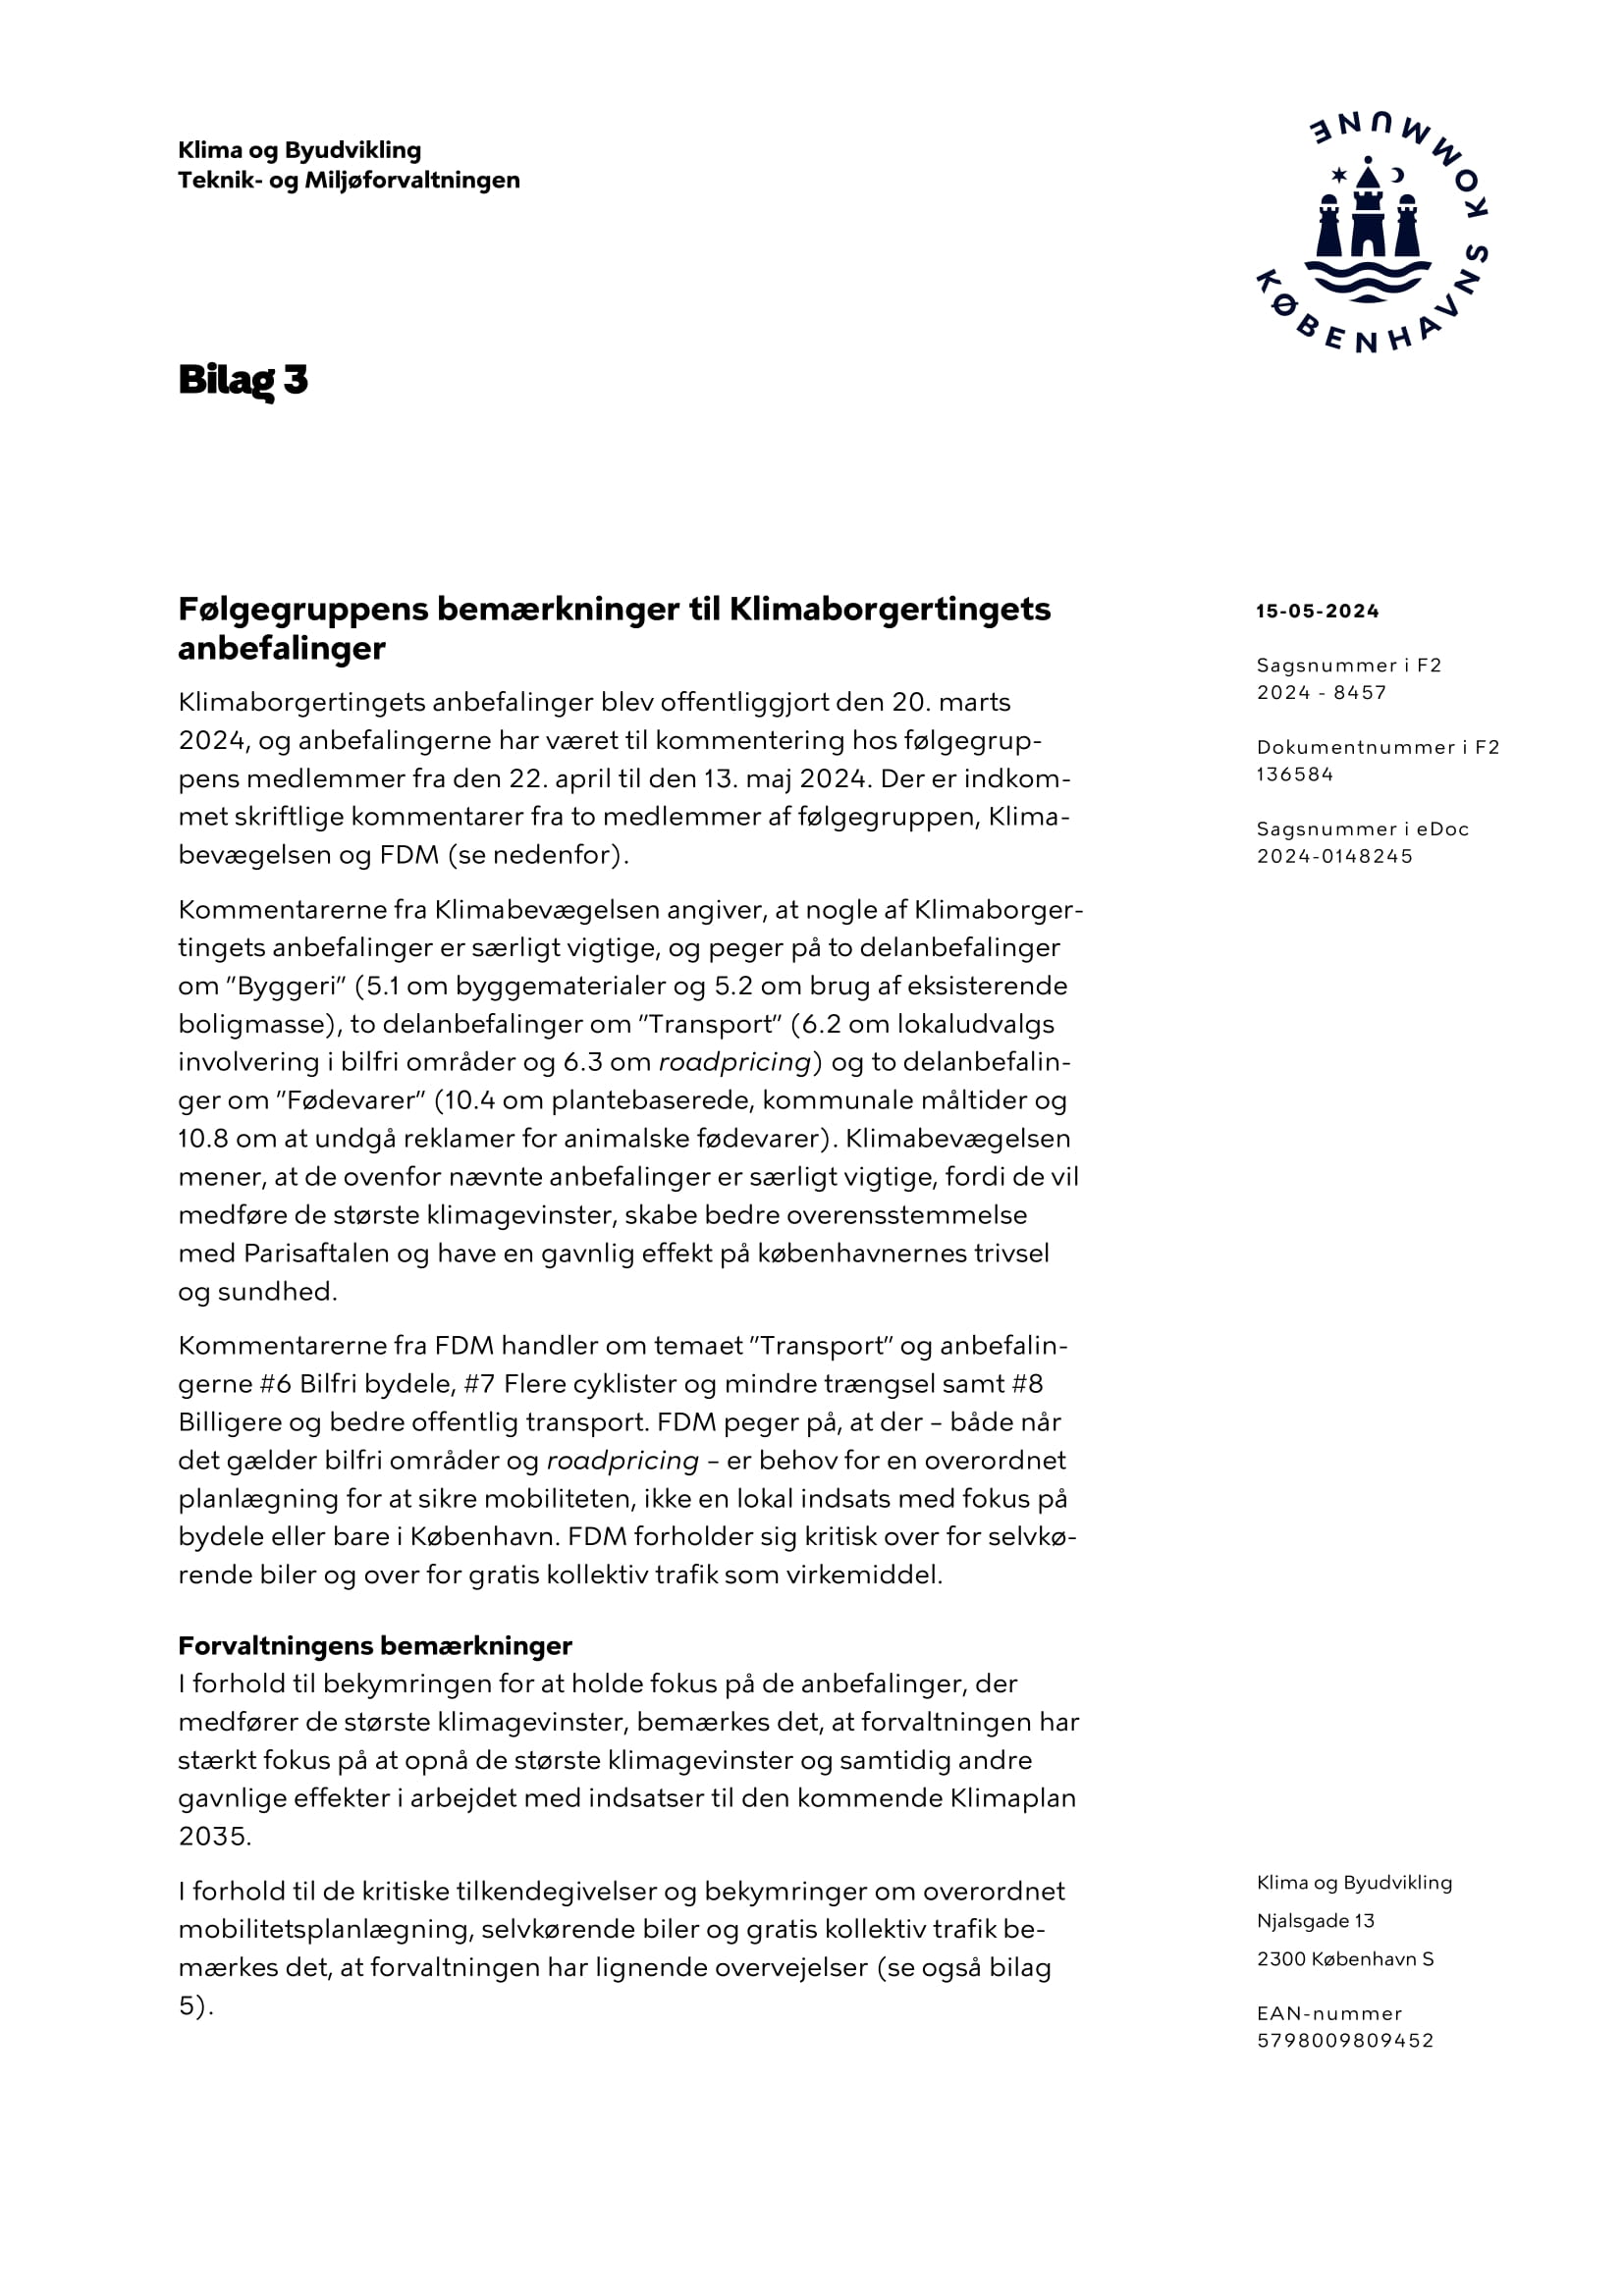 Klima og Byudvikling
Teknik- og Miljøforvaltningen
KØBENHAVNS KOMMUNE
Bilag 3
Følgegruppens bemærkninger til Klimaborgertingets
anbefalinger
Klimaborgertingets anbefalinger blev offentliggjort den 20. marts
2024, og anbefalingerne har været til kommentering hos følgegrup-
pens medlemmer fra den 22. april til den 13. maj 2024. Der er indkom-
met skriftlige kommentarer fra to medlemmer af følgegruppen, Klima-
bevægelsen og FDM (se nedenfor).
Kommentarerne fra Klimabevægelsen angiver, at nogle af Klimaborger-
tingets anbefalinger er særligt vigtige, og peger på to delanbefalinger
om ”Byggeri” (5.1 om byggematerialer og 5.2 om brug af eksisterende
boligmasse), to delanbefalinger om ”Transport” (6.2 om lokaludvalgs
involvering i bilfri områder og 6.3 om roadpricing) og to delanbefalin-
ger om ”Fødevarer” (10.4 om plantebaserede, kommunale måltider og
10.8 om at undgå reklamer for animalske fødevarer). Klimabevægelsen
mener, at de ovenfor nævnte anbefalinger er særligt vigtige, fordi de vil
medføre de største klimagevinster, skabe bedre overensstemmelse
med Parisaftalen og have en gavnlig effekt på københavnernes trivsel
og sundhed.
Kommentarerne fra FDM handler om temaet ”Transport” og anbefalin-
gerne #6 Bilfri bydele, #7 Flere cyklister og mindre trængsel samt #8
Billigere og bedre offentlig transport. FDM peger på, at der – både når
det gælder bilfri områder og roadpricing – er behov for en overordnet
planlægning for at sikre mobiliteten, ikke en lokal indsats med fokus på
bydele eller bare i København. FDM forholder sig kritisk over for selvkø-
rende biler og over for gratis kollektiv trafik som virkemiddel.
Forvaltningens bemærkninger
I forhold til bekymringen for at holde fokus på de anbefalinger, der
medfører de største klimagevinster, bemærkes det, at forvaltningen har
stærkt fokus på at opnå de største klimagevinster og samtidig andre
gavnlige effekter i arbejdet med indsatser til den kommende Klimaplan
2035.
I forhold til de kritiske tilkendegivelser og bekymringer om overordnet
mobilitetsplanlægning, selvkørende biler og gratis kollektiv trafik be-
mærkes det, at forvaltningen har lignende overvejelser (se også bilag
5).
15-05-2024
Sagsnummer i F2
2024 - 8457
Dokumentnummer i F2
136584
Sagsnummer i eDoc
2024-0148245
Klima og Byudvikling
Njalsgade 13
2300 København S
EAN-nummer
5798009809452